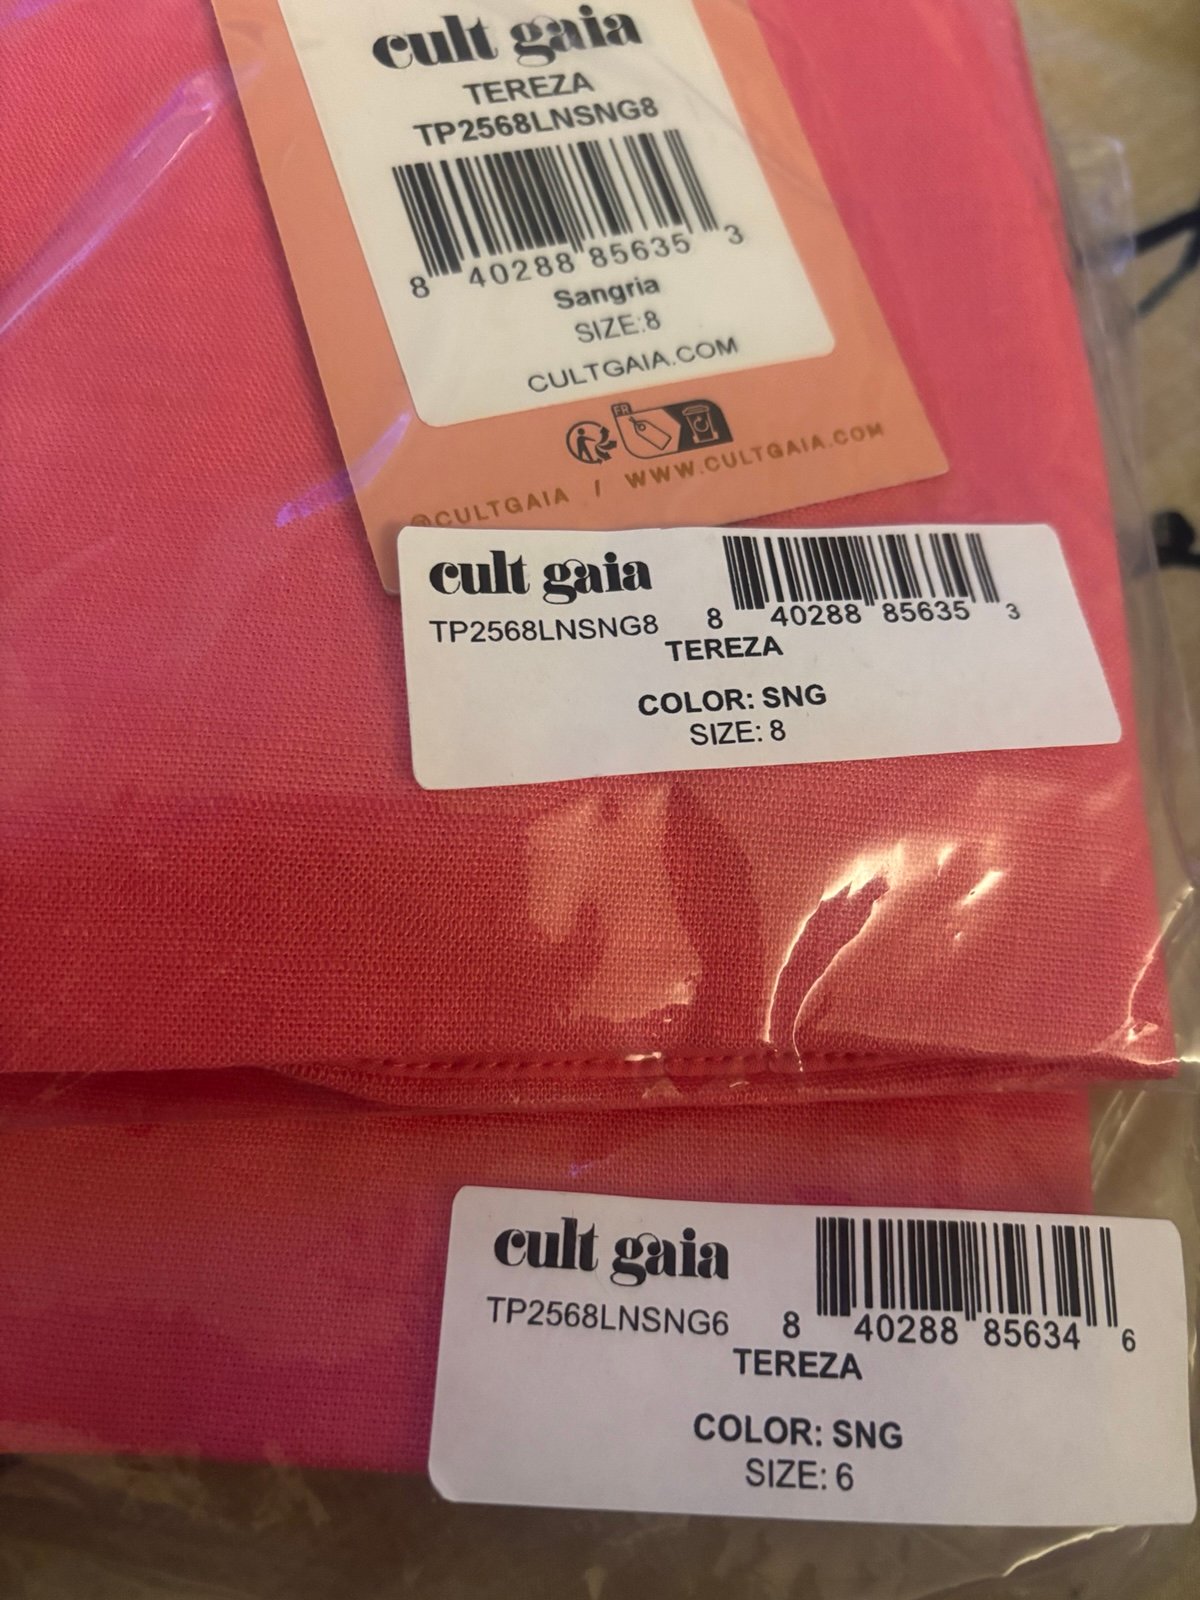 cult gaia
TEREZA
TP2568LNSNG8
8 40288 85635 3
Sangria
SIZE:8
CULTGAIA.COM
FR
@CULTGAIA / WWW.CULTGAIA.COM
cult gaia
8 40288 85635 3
TP2568LNSNG8
TEREZA
COLOR: SNG
SIZE: 8
cult gaia
TP2568LNSNG6
8 40288 85634 6
TEREZA
COLOR: SNG
SIZE: 6